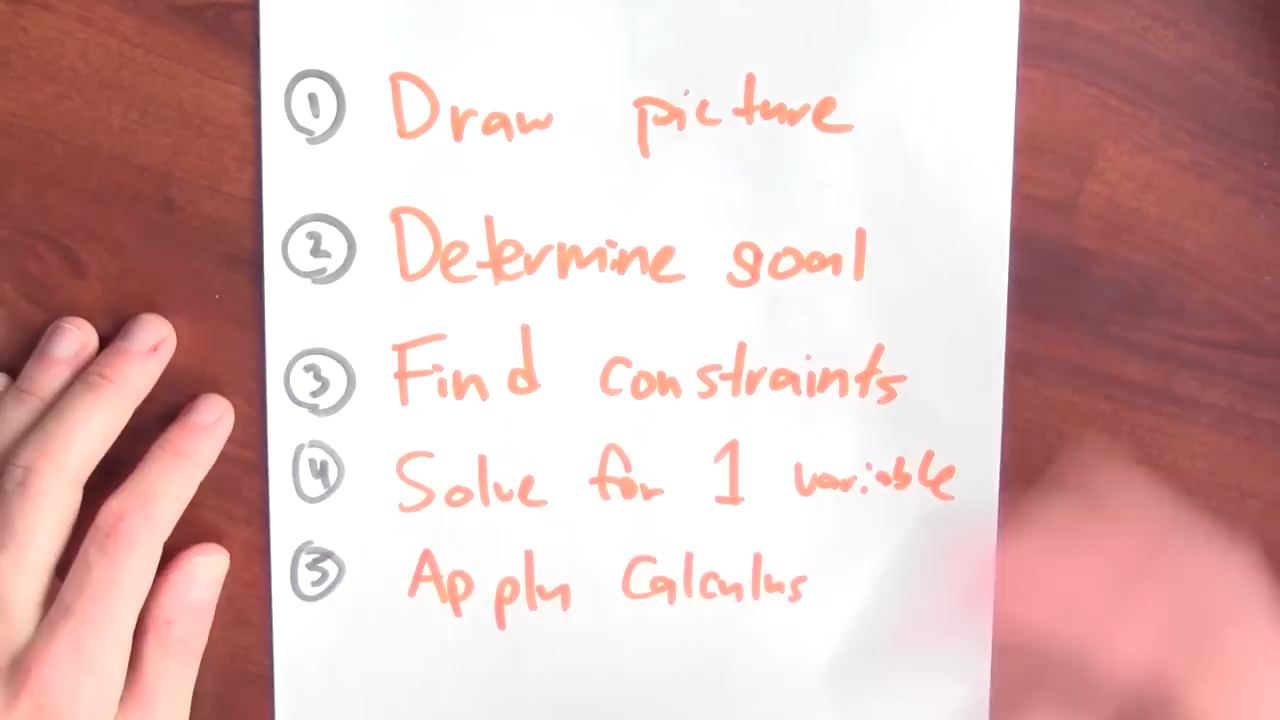 ① Draw picture
② Determine goal
③ Find constraints
④ Solve for 1 variable
⑤ Apply Calculus